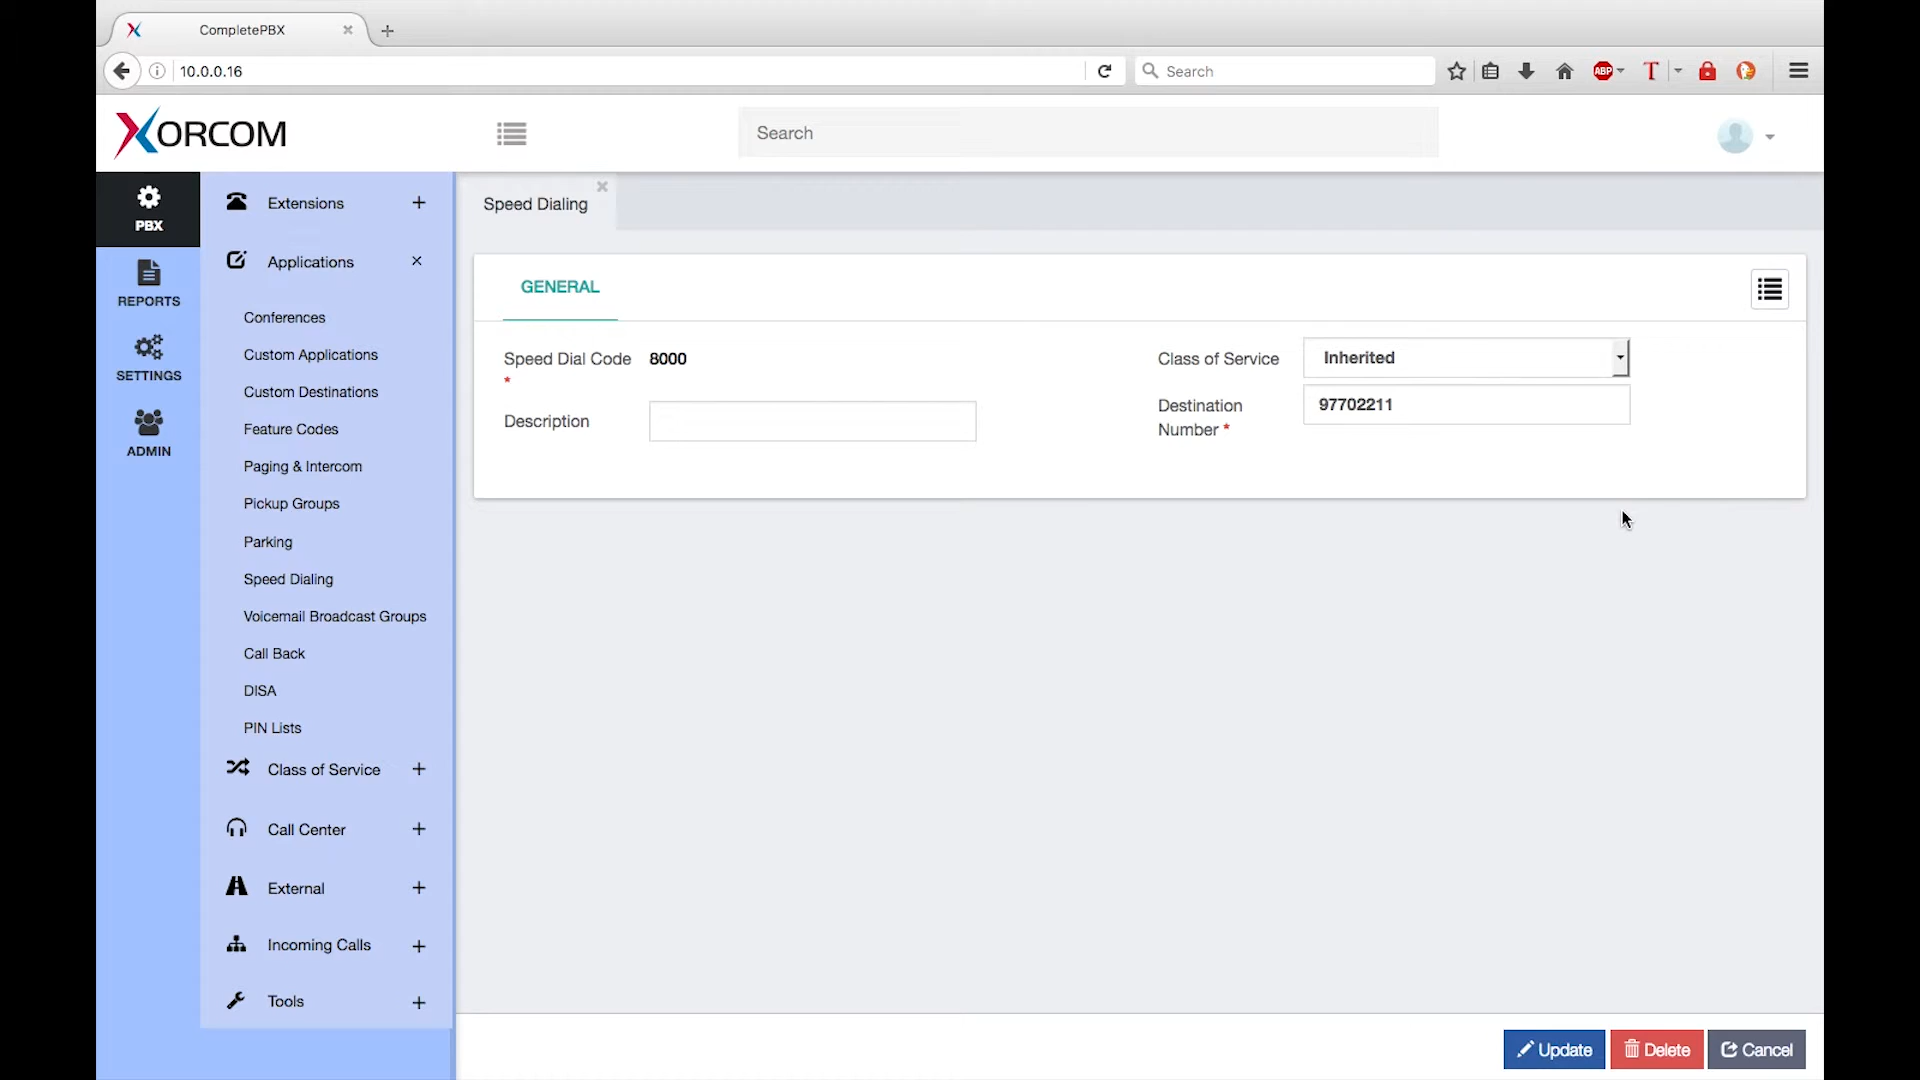 CompletePBX
10.0.0.16
Search
ABP
T
XORCOM
Search
PBX
REPORTS
SETTINGS
ADMIN
Extensions
Applications
Conferences
Custom Applications
Custom Destinations
Feature Codes
Paging & Intercom
Pickup Groups
Parking
Speed Dialing
Voicemail Broadcast Groups
Call Back
DISA
PIN Lists
Class of Service
Call Center
External
Incoming Calls
Tools
Speed Dialing
GENERAL
Speed Dial Code * 8000
Description
Class of Service Inherited
Destination 97702211
Number *
Update Delete Cancel